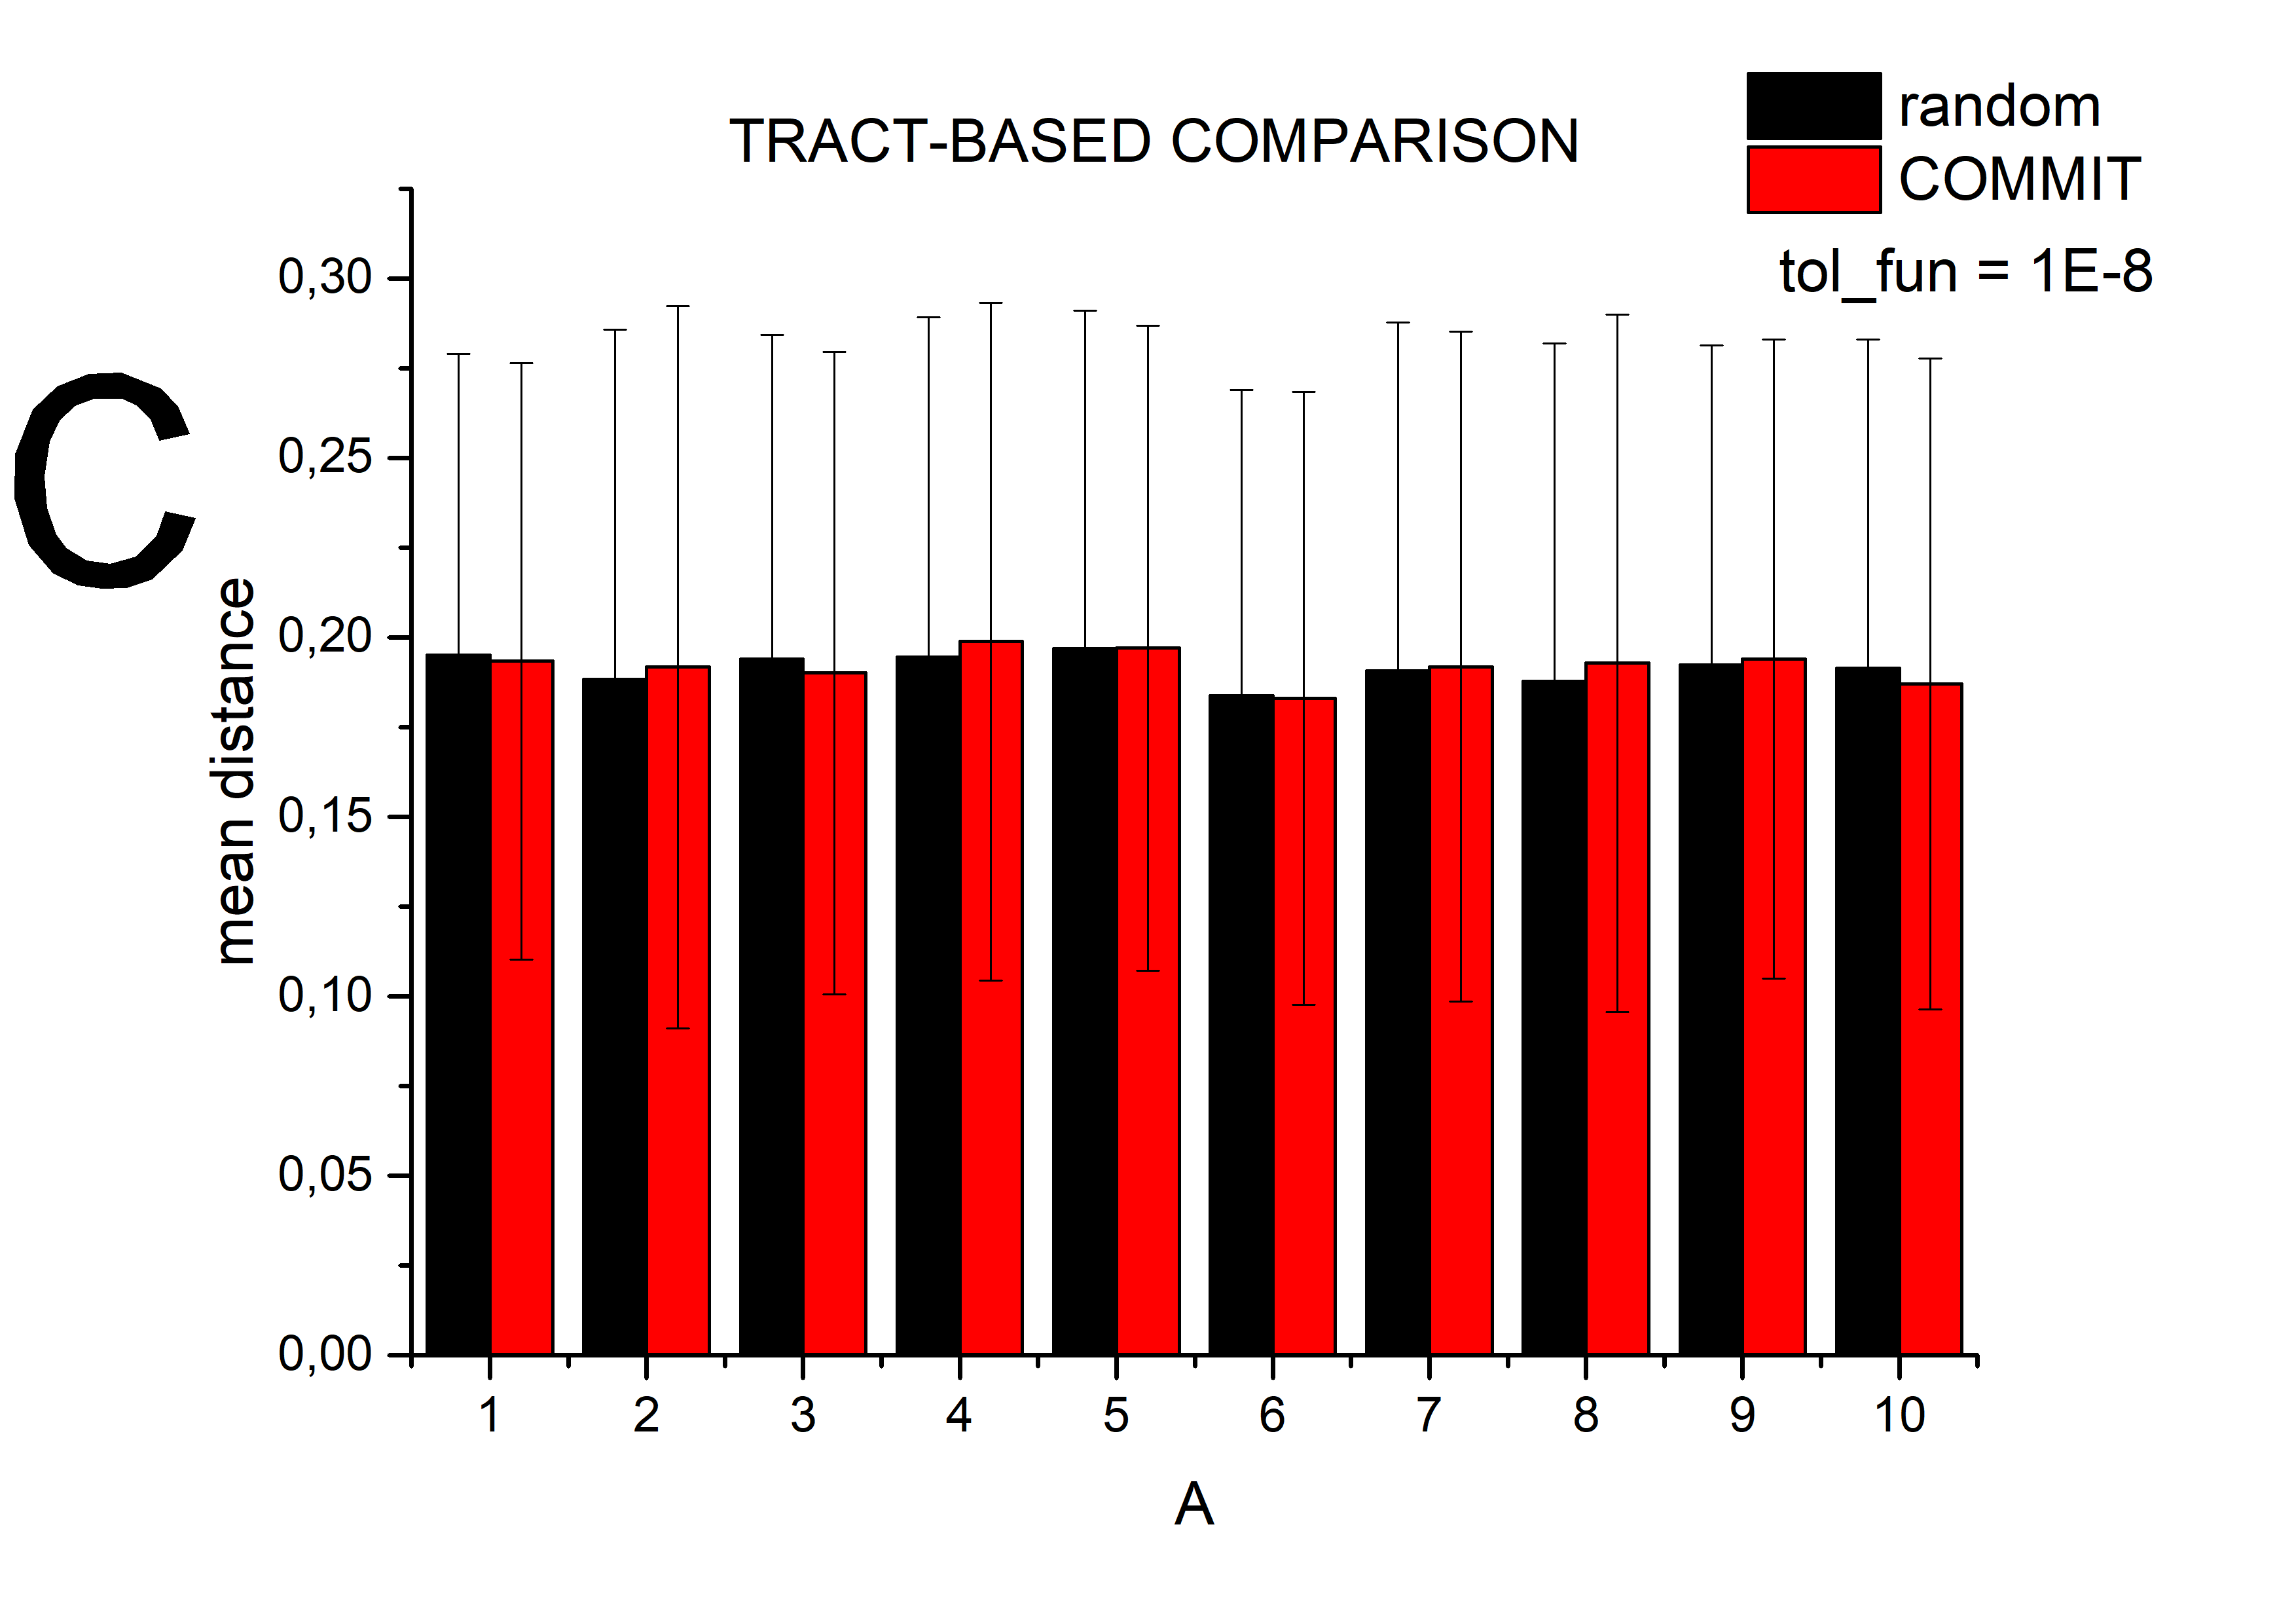 C
TRACT-BASED COMPARISON
random
COMMIT
tol_fun = 1E-8
mean distance
0,30
0,25
0,20
0,15
0,10
0,05
0,00
1 2 3 4 5 6 7 8 9 10
A